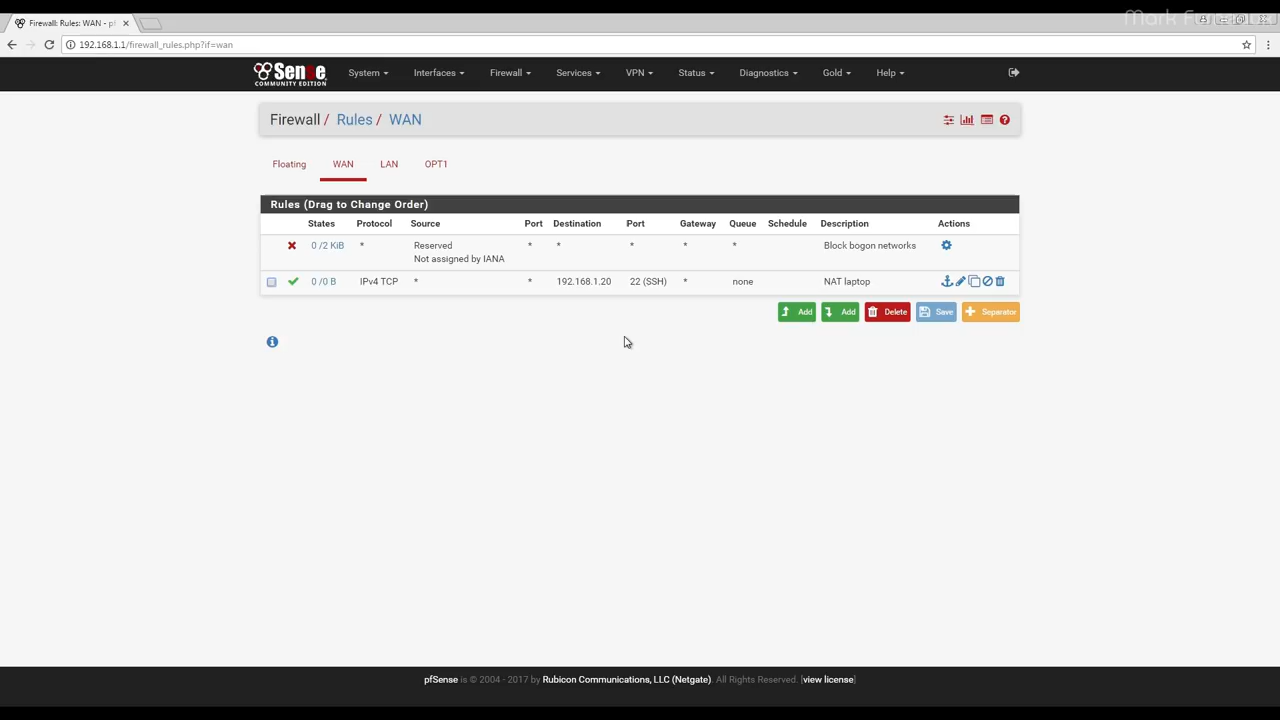 Mark Furneaux
Firewall: Rules: WAN - pf
192.168.1.1/firewall_rules.php?if=wan
Sense
COMMUNITY EDITION
System Interfaces Firewall Services VPN Status Diagnostics Gold Help
Firewall / Rules / WAN
Floating WAN LAN OPT1
Rules (Drag to Change Order)
States Protocol Source Port Destination Port Gateway Queue Schedule Description Actions
0 /2 KiB * Reserved * * * * * Block bogon networks
Not assigned by IANA
0 /0 B IPv4 TCP * * 192.168.1.20 22 (SSH) * none NAT laptop
Add Add Delete Save Separator
pfSense is © 2004 - 2017 by Rubicon Communications, LLC (Netgate). All Rights Reserved. [view license]